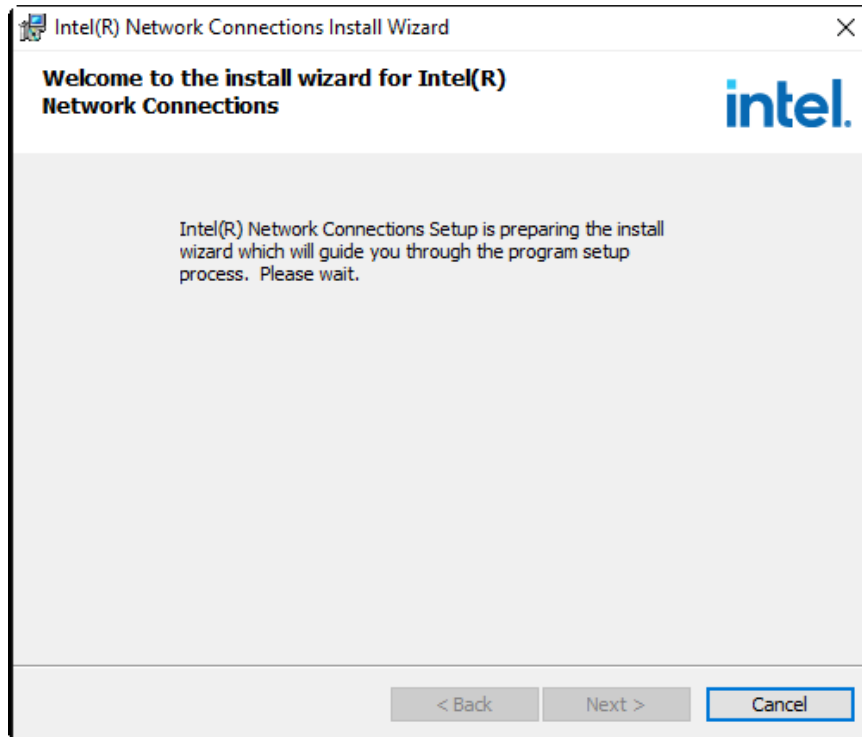 Intel(R) Network Connections Install Wizard
Welcome to the install wizard for Intel(R)
Network Connections
intel.
Intel(R) Network Connections Setup is preparing the install
wizard which will guide you through the program setup
process.  Please wait.
< Back
Next >
Cancel